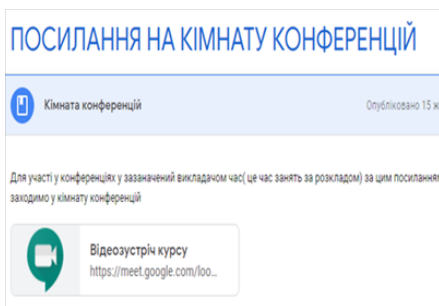 ПОСИЛАННЯ НА КІМНАТУ КОНФЕРЕНЦІЙ
Кімната конференцій
Опубліковано 15 ж
Для участі у конференціях у зазаначений викладачом час( це час занять за розкладом) за цим посиланням
заходимо у кімнату конференцій
Відеозустріч курсу
https://meet.google.com/loo...